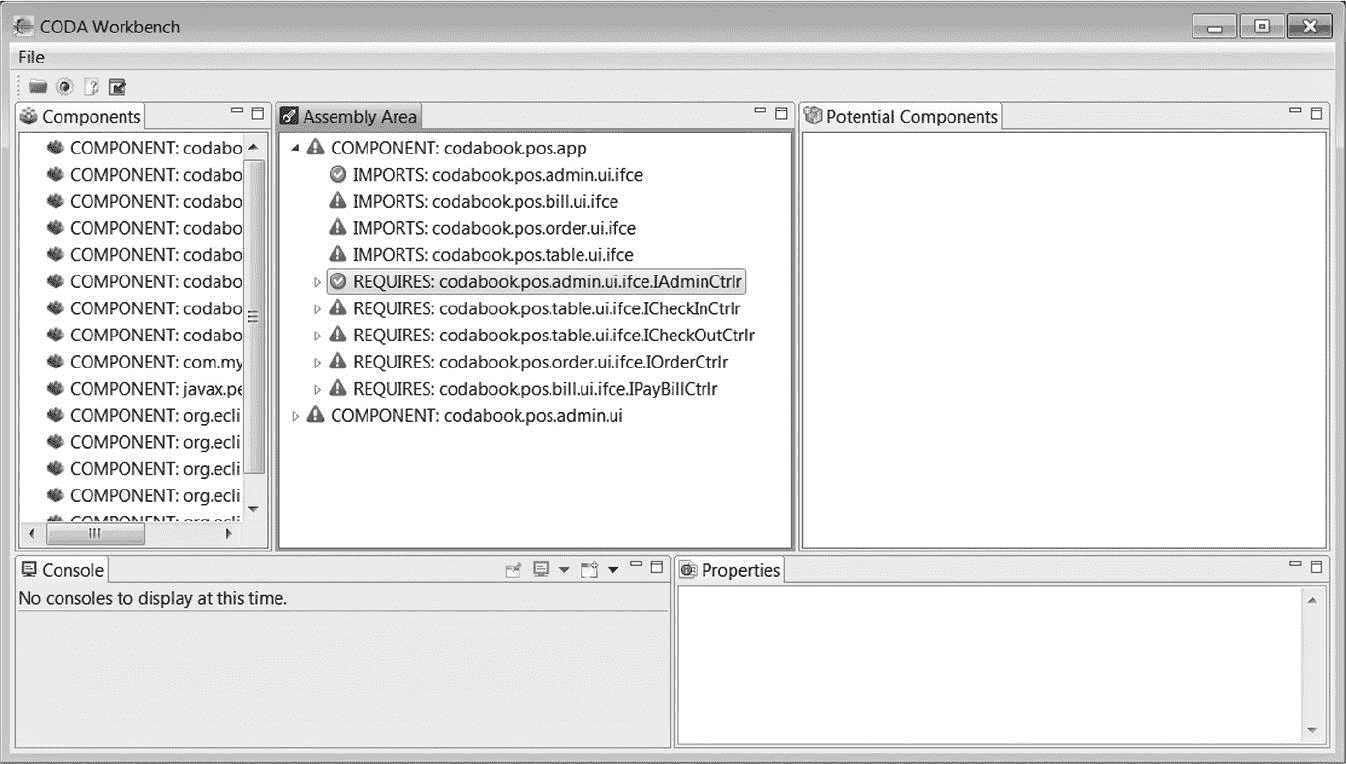 CODA Workbench
File
Components
COMPONENT: codabo
COMPONENT: codabo
COMPONENT: codabo
COMPONENT: codabo
COMPONENT: codabo
COMPONENT: codabo
COMPONENT: codabo
COMPONENT: codabo
COMPONENT: com.my
COMPONENT: javax.pe
COMPONENT: org.ecli
COMPONENT: org.ecli
COMPONENT: org.ecli
COMPONENT: org.ecli
COMPONENT: org.ecli
Assembly Area
COMPONENT: codabook.pos.app
IMPORTS: codabook.pos.admin.ui.ifce
IMPORTS: codabook.pos.bill.ui.ifce
IMPORTS: codabook.pos.order.ui.ifce
IMPORTS: codabook.pos.table.ui.ifce
REQUIRES: codabook.pos.admin.ui.ifce.IAdminCtrlr
REQUIRES: codabook.pos.table.ui.ifce.ICheckInCtrlr
REQUIRES: codabook.pos.table.ui.ifce.ICheckOutCtrlr
REQUIRES: codabook.pos.order.ui.ifce.IOrderCtrlr
REQUIRES: codabook.pos.bill.ui.ifce.IPayBillCtrlr
COMPONENT: codabook.pos.admin.ui
Potential Components
Console
No consoles to display at this time.
Properties